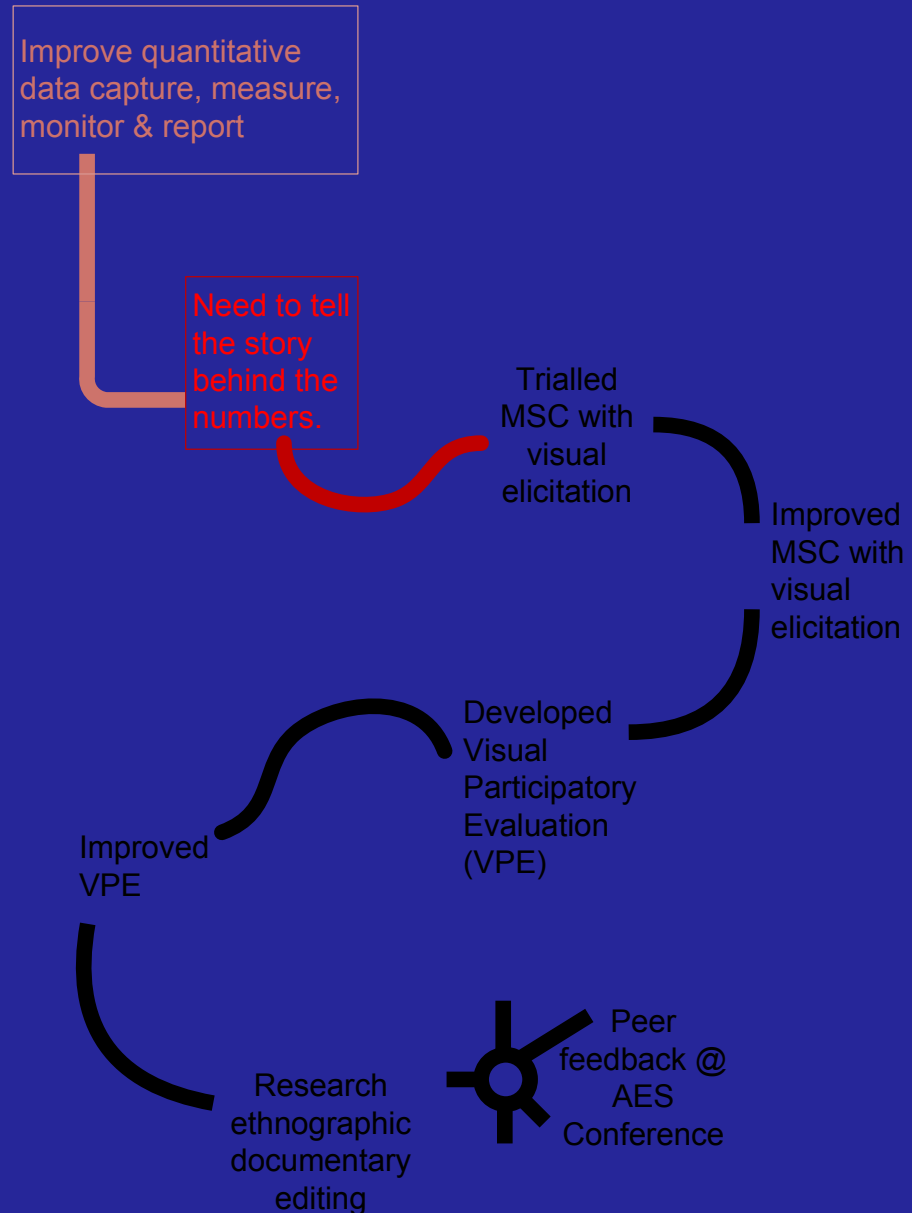 Improve quantitative
data capture, measure,
monitor & report
Need to tell
the story
behind the
numbers.
Trialled
MSC with
visual
elicitation
Improved
MSC with
visual
elicitation
Developed
Visual
Participatory
Evaluation
(VPE)
Improved
VPE
Research
ethnographic
documentary
editing
Peer
feedback @
AES
Conference